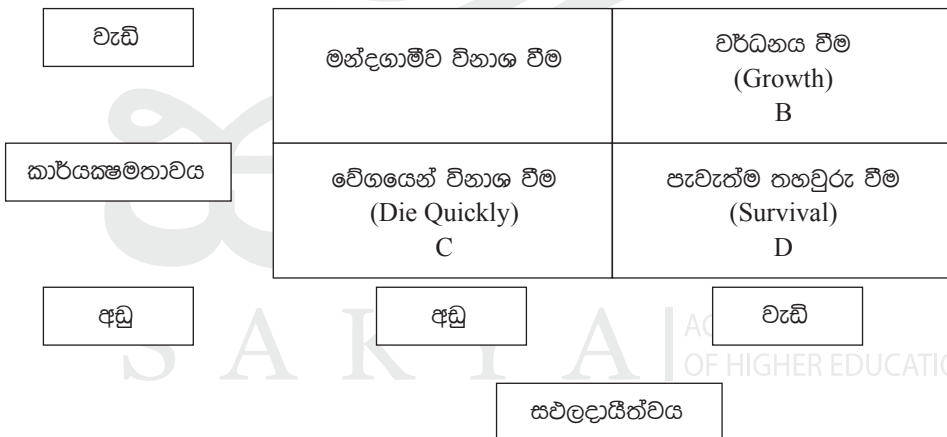 වැඩි
මන්දගාමීව විනාශ වීම
වර්ධනය වීම
(Growth)
B
කාර්යක්‍ෂමතාවය
වේගයෙන් විනාශ වීම
(Die Quickly)
C
පැවැත්ම තහවුරු වීම
(Survival)
D
අඩු
අඩු
වැඩි
SAKYA
OF HIGHER EDUCATIO
සඵලදායීත්වය